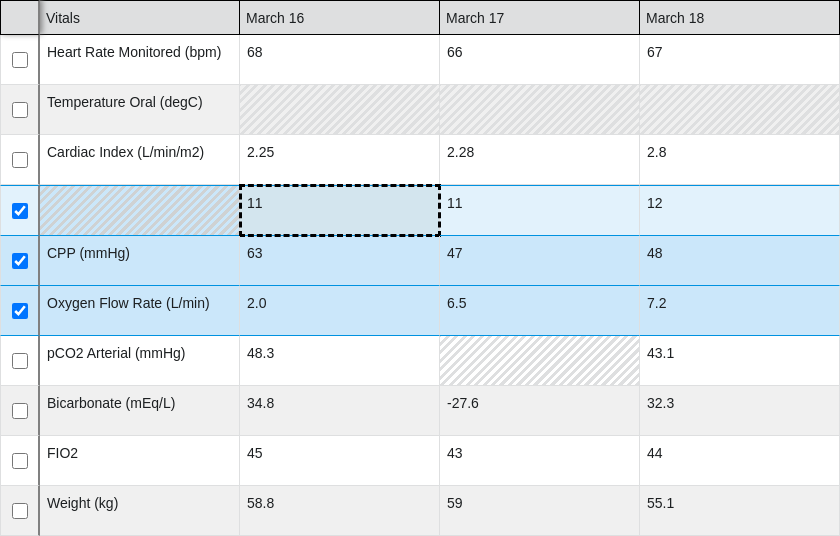 Vitals March 16 March 17 March 18
Heart Rate Monitored (bpm) 68 66 67
Temperature Oral (degC)
Cardiac Index (L/min/m2) 2.25 2.28 2.8
11 11 12
CPP (mmHg) 63 47 48
Oxygen Flow Rate (L/min) 2.0 6.5 7.2
pCO2 Arterial (mmHg) 48.3 43.1
Bicarbonate (mEq/L) 34.8 -27.6 32.3
FIO2 45 43 44
Weight (kg) 58.8 59 55.1